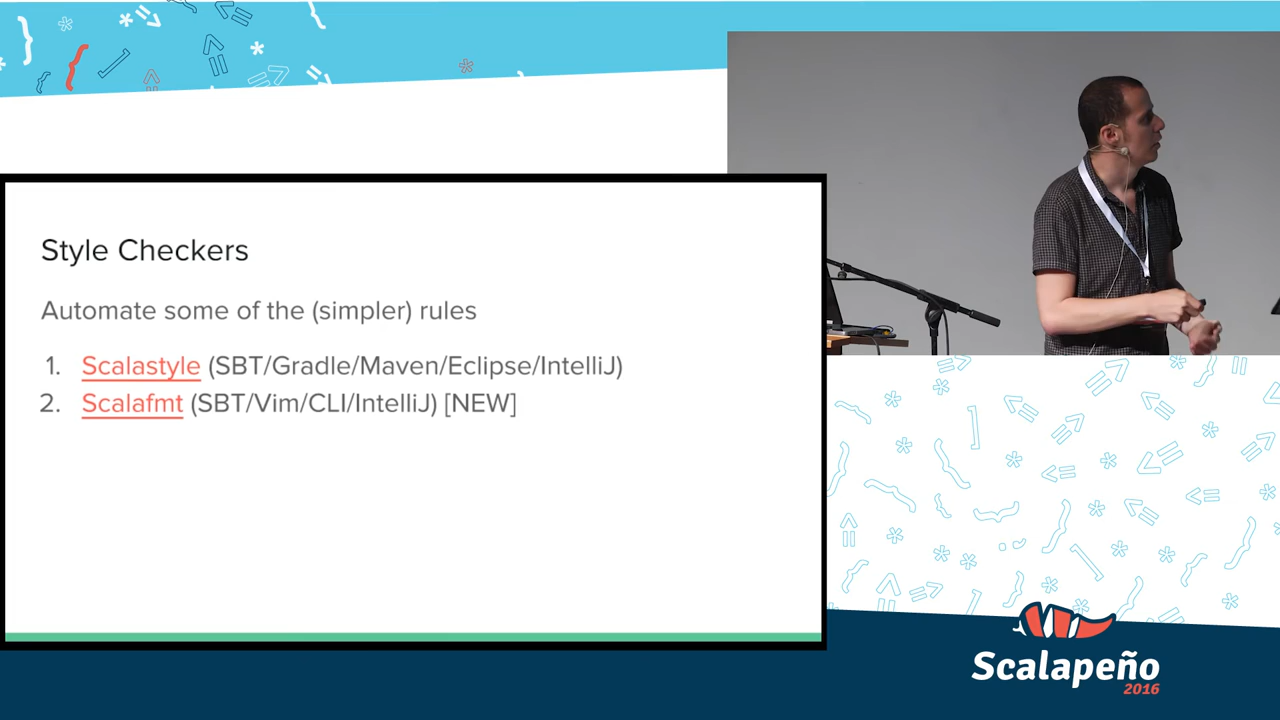 Style Checkers
Automate some of the (simpler) rules
1. Scalastyle (SBT/Gradle/Maven/Eclipse/IntelliJ)
2. Scalafmt (SBT/Vim/CLI/IntelliJ) [NEW]
Scalapeño
2016